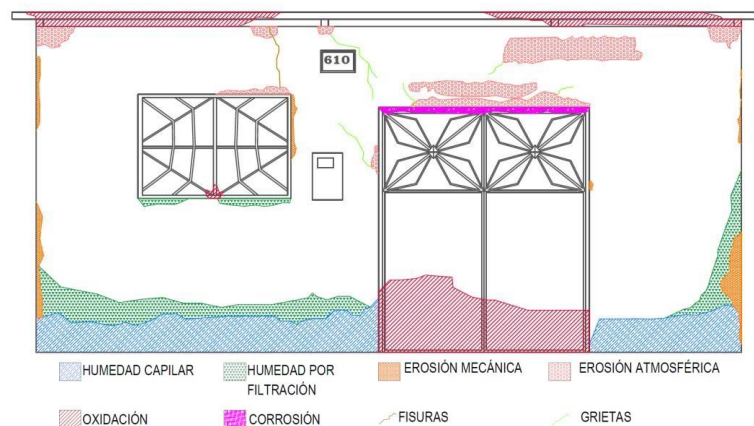 610
HUMEDAD CAPILAR
HUMEDAD POR
FILTRACIÓN
EROSIÓN MECÁNICA
EROSIÓN ATMOSFÉRICA
OXIDACIÓN
CORROSIÓN
FISURAS
GRIETAS